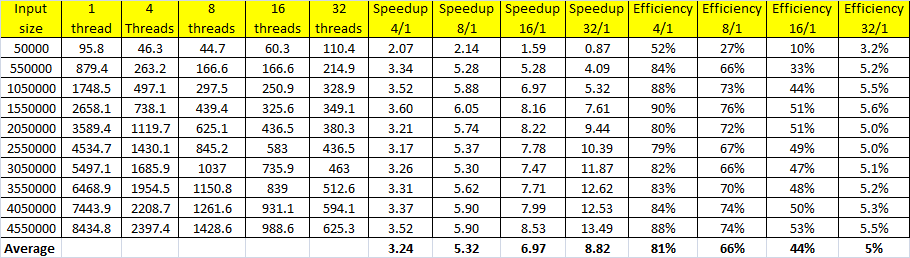 Input size 1 thread 4 Threads 8 threads 16 threads 32 threads Speedup 4/1 Speedup 8/1 Speedup 16/1 Speedup 32/1 Efficiency 4/1 Efficiency 8/1 Efficiency 16/1 Efficiency 32/1
50000 95.8 46.3 44.7 60.3 110.4 2.07 2.14 1.59 0.87 52% 27% 10% 3.2%
550000 879.4 263.2 166.6 166.6 214.9 3.34 5.28 5.28 4.09 84% 66% 33% 5.2%
1050000 1748.5 497.1 297.5 250.9 328.9 3.52 5.88 6.97 5.32 88% 73% 44% 5.5%
1550000 2658.1 738.1 439.4 325.6 349.1 3.60 6.05 8.16 7.61 90% 76% 51% 5.6%
2050000 3589.4 1119.7 625.1 436.5 380.3 3.21 5.74 8.22 9.44 80% 72% 51% 5.0%
2550000 4534.7 1430.1 845.2 583 436.5 3.17 5.37 7.78 10.39 79% 67% 49% 5.0%
3050000 5497.1 1685.9 1037 735.9 463 3.26 5.30 7.47 11.87 82% 66% 47% 5.1%
3550000 6468.9 1954.5 1150.8 839 512.6 3.31 5.62 7.71 12.62 83% 70% 48% 5.2%
4050000 7443.9 2208.7 1261.6 931.1 594.1 3.37 5.90 7.99 12.53 84% 74% 50% 5.3%
4550000 8434.8 2397.4 1428.6 988.6 625.3 3.52 5.90 8.53 13.49 88% 74% 53% 5.5%
Average 3.24 5.32 6.97 8.82 81% 66% 44% 5%